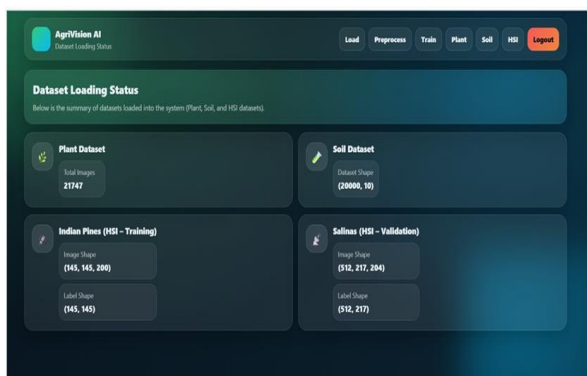 AgriVision AI
Dataset Loading Status
Load
Preprocess
Train
Plant
Soil
HSI
Logout
Dataset Loading Status
Below is the summary of datasets loaded into the system (Plant, Soil, and HSI datasets).
Plant Dataset
Total Images
21747
Soil Dataset
Dataset Shape
(20000, 10)
Indian Pines (HSI – Training)
Image Shape
(145, 145, 200)
Label Shape
(145, 145)
Salinas (HSI – Validation)
Image Shape
(512, 217, 204)
Label Shape
(512, 217)